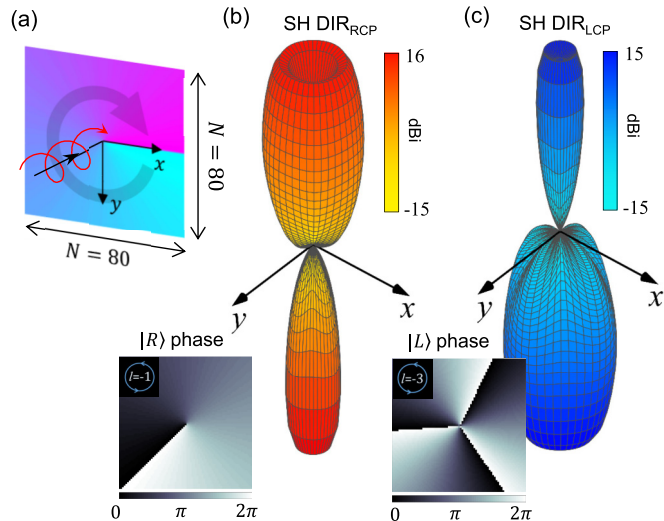 (a)
x
y
N = 80
N = 80
(b)
SH DIR_RCP
16
dBi
-15
y
x
|R⟩ phase
l=-1
0 π 2π
(c)
SH DIR_LCP
15
dBi
-15
y
x
|L⟩ phase
l=-3
0 π 2π